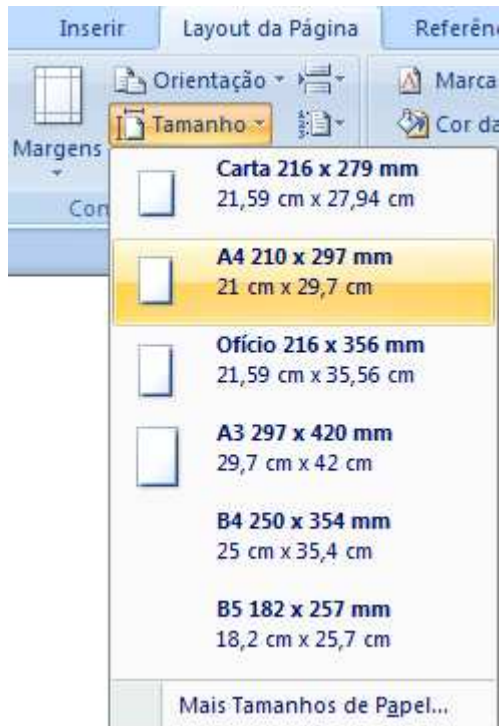 Inserir Layout da Página
Orientação Marca
Tamanho Cor
Margens
Carta 216 x 279 mm
21,59 cm x 27,94 cm
A4 210 x 297 mm
21 cm x 29,7 cm
Ofício 216 x 356 mm
21,59 cm x 35,56 cm
A3 297 x 420 mm
29,7 cm x 42 cm
B4 250 x 354 mm
25 cm x 35,4 cm
B5 182 x 257 mm
18,2 cm x 25,7 cm
Mais Tamanhos de Papel...